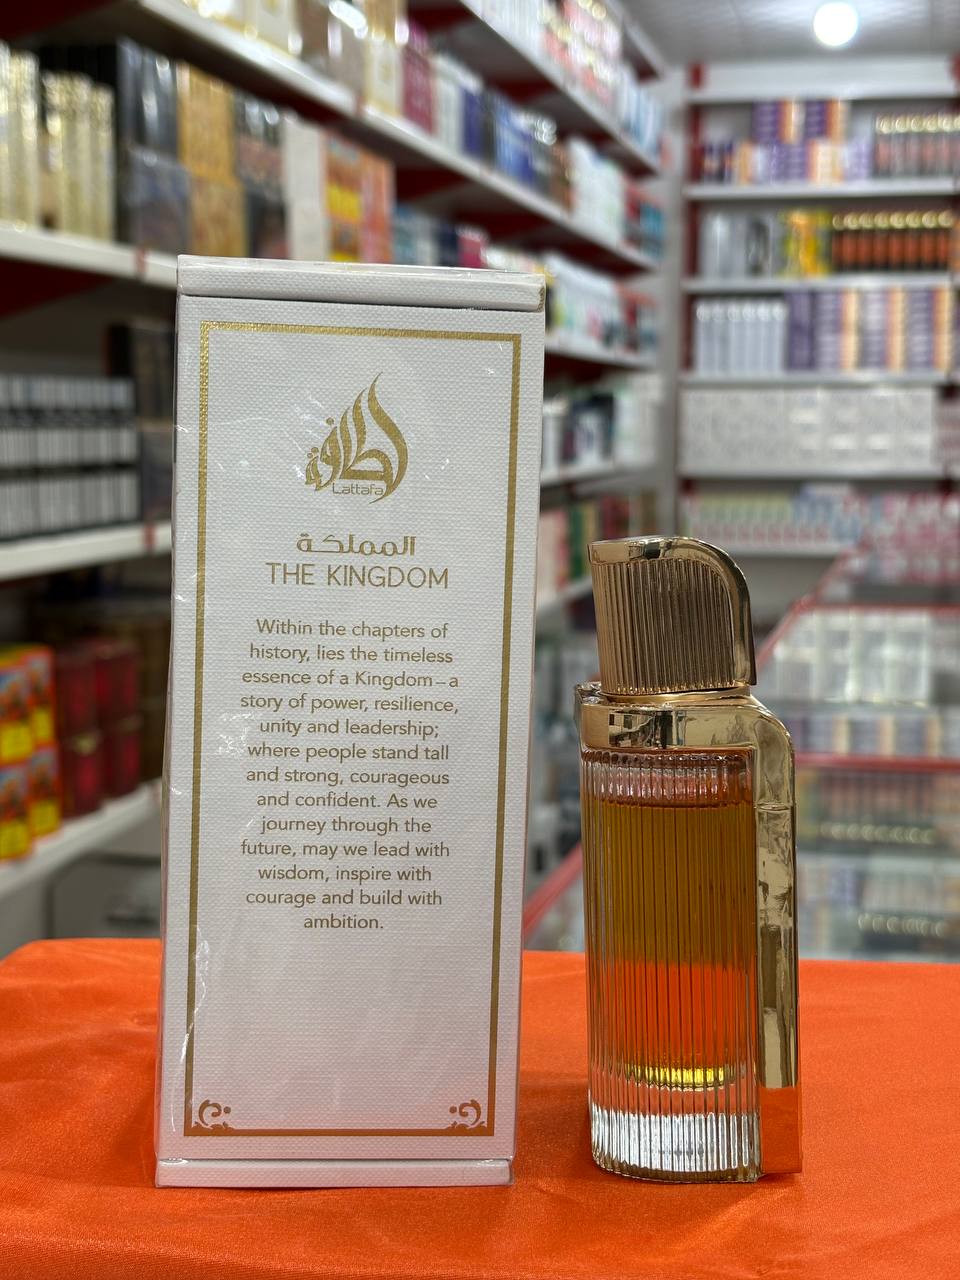 لطافة
Lattafa
المملكة
THE KINGDOM
Within the chapters of
history, lies the timeless
essence of a Kingdom–a
story of power, resilience,
unity and leadership;
where people stand tall
and strong, courageous
and confident. As we
journey through the
future, may we lead with
wisdom, inspire with
courage and build with
ambition.